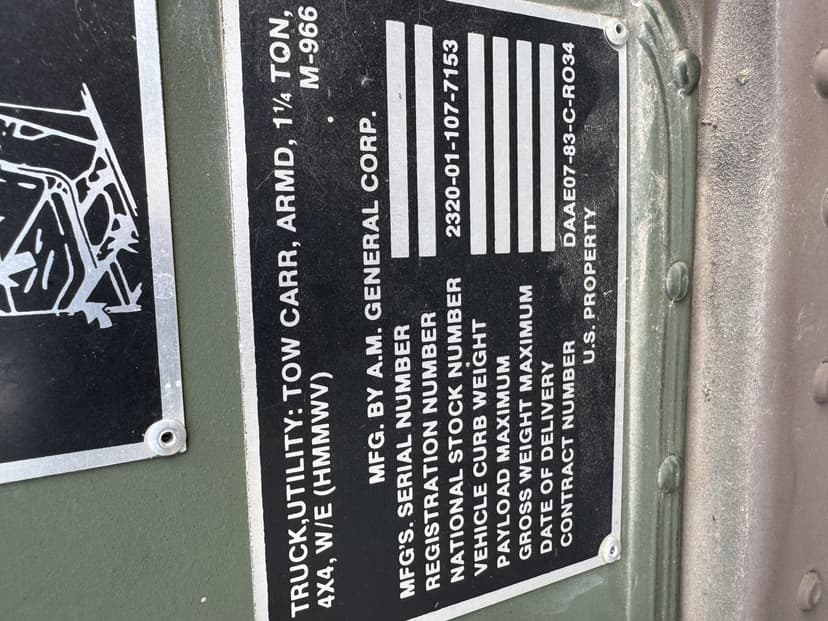 TRUCK,UTILITY: TOW CARR, ARMD, 1¼ TON,
4X4, W/E (HMMWV) M-966
MFG. BY A.M. GENERAL CORP.
MFG'S. SERIAL NUMBER
REGISTRATION NUMBER
NATIONAL STOCK NUMBER 2320-01-107-7153
VEHICLE CURB WEIGHT
PAYLOAD MAXIMUM
GROSS WEIGHT MAXIMUM
DATE OF DELIVERY
CONTRACT NUMBER DAAE07-83-C-RO34
U.S. PROPERTY